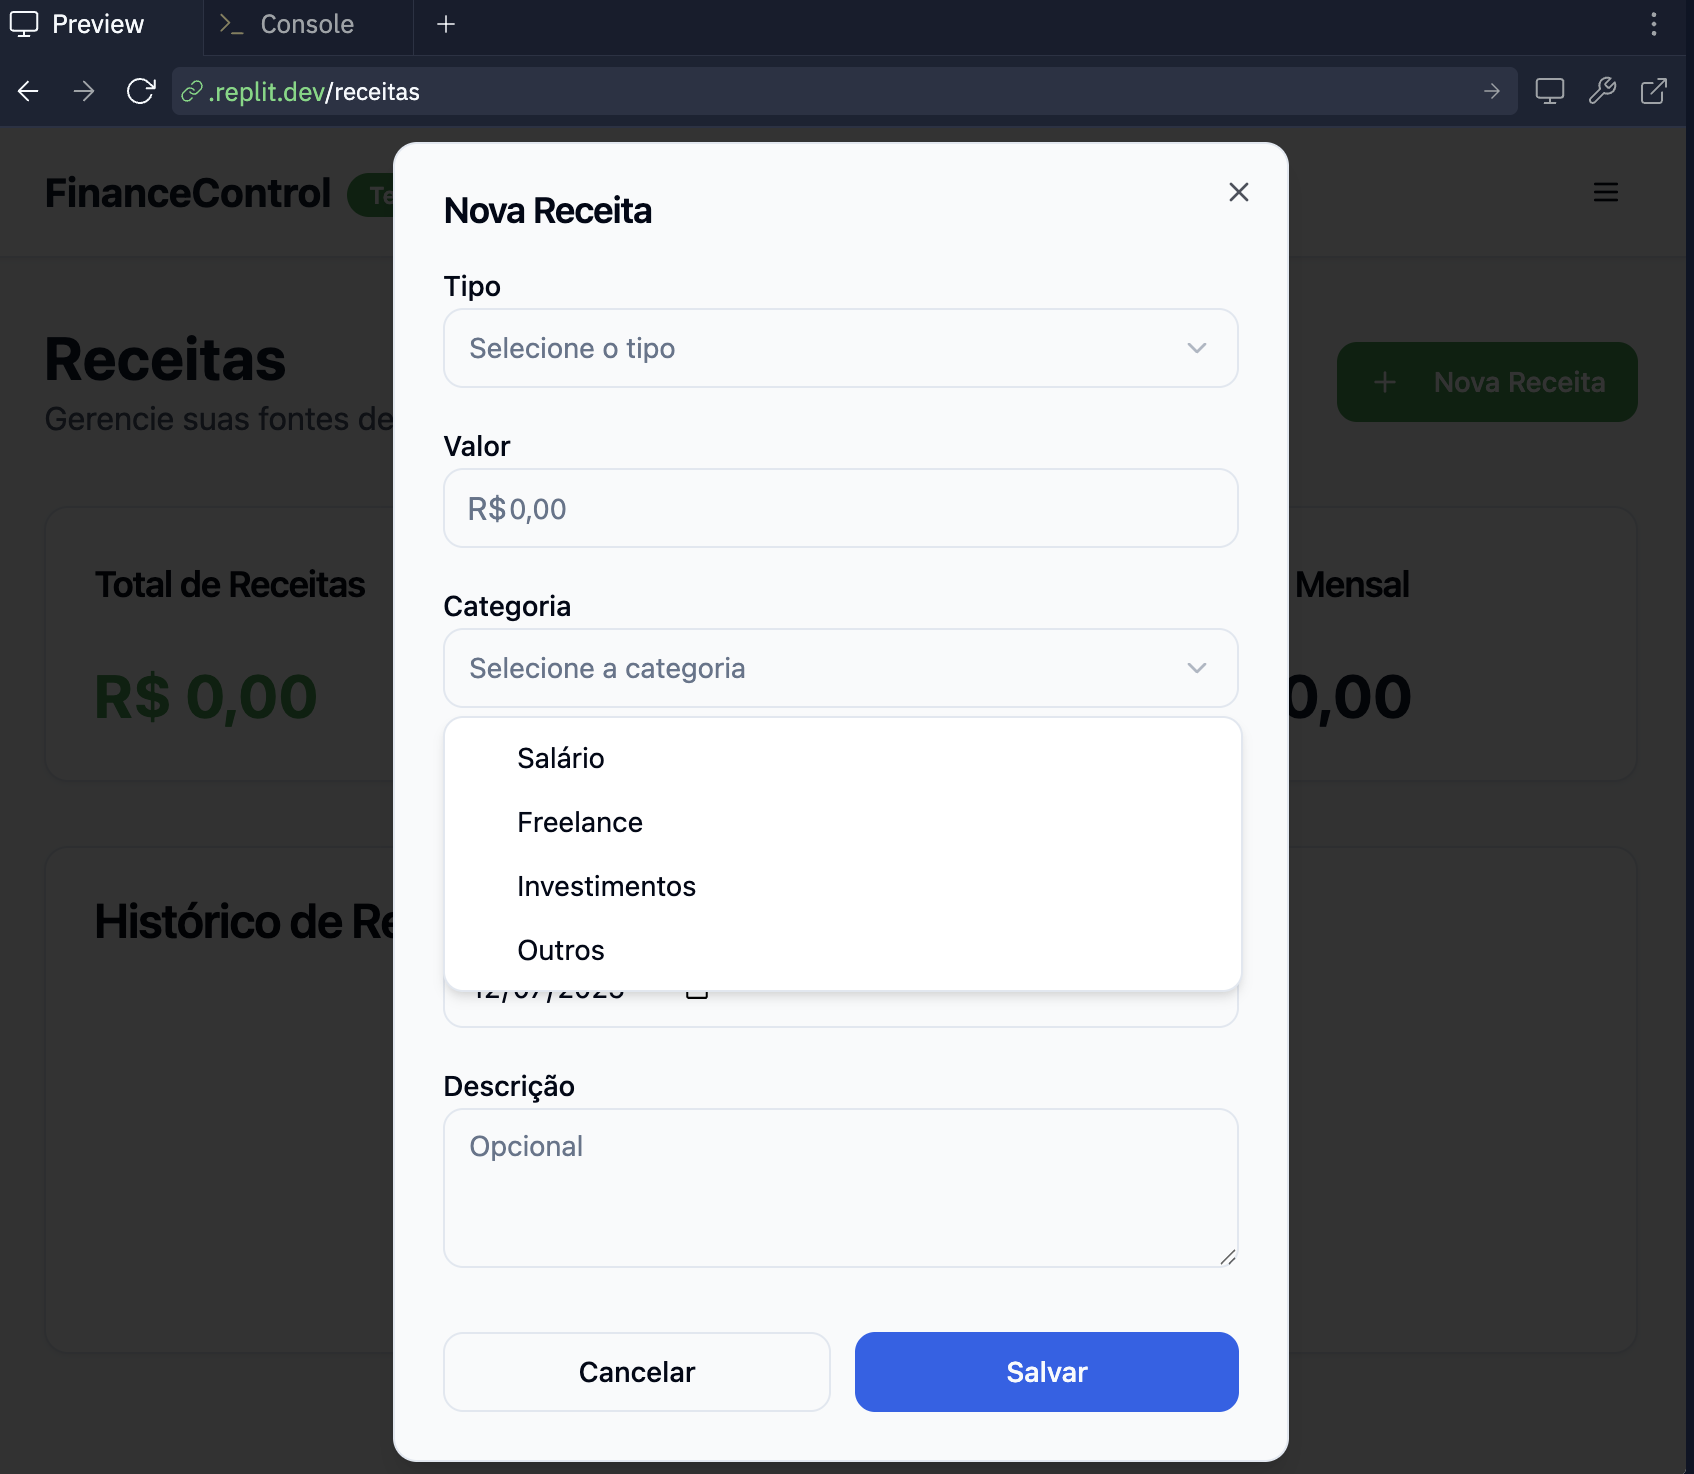 Preview
>_ Console
.replit.dev/receitas
FinanceControl
Nova Receita
Tipo
Selecione o tipo
Receitas
Gerencie suas fontes de
+ Nova Receita
Valor
R$0,00
Total de Receitas
Mensal
Categoria
Selecione a categoria
R$ 0,00
0,00
Salário
Freelance
Investimentos
Outros
Histórico de Re
Descrição
Opcional
Cancelar
Salvar